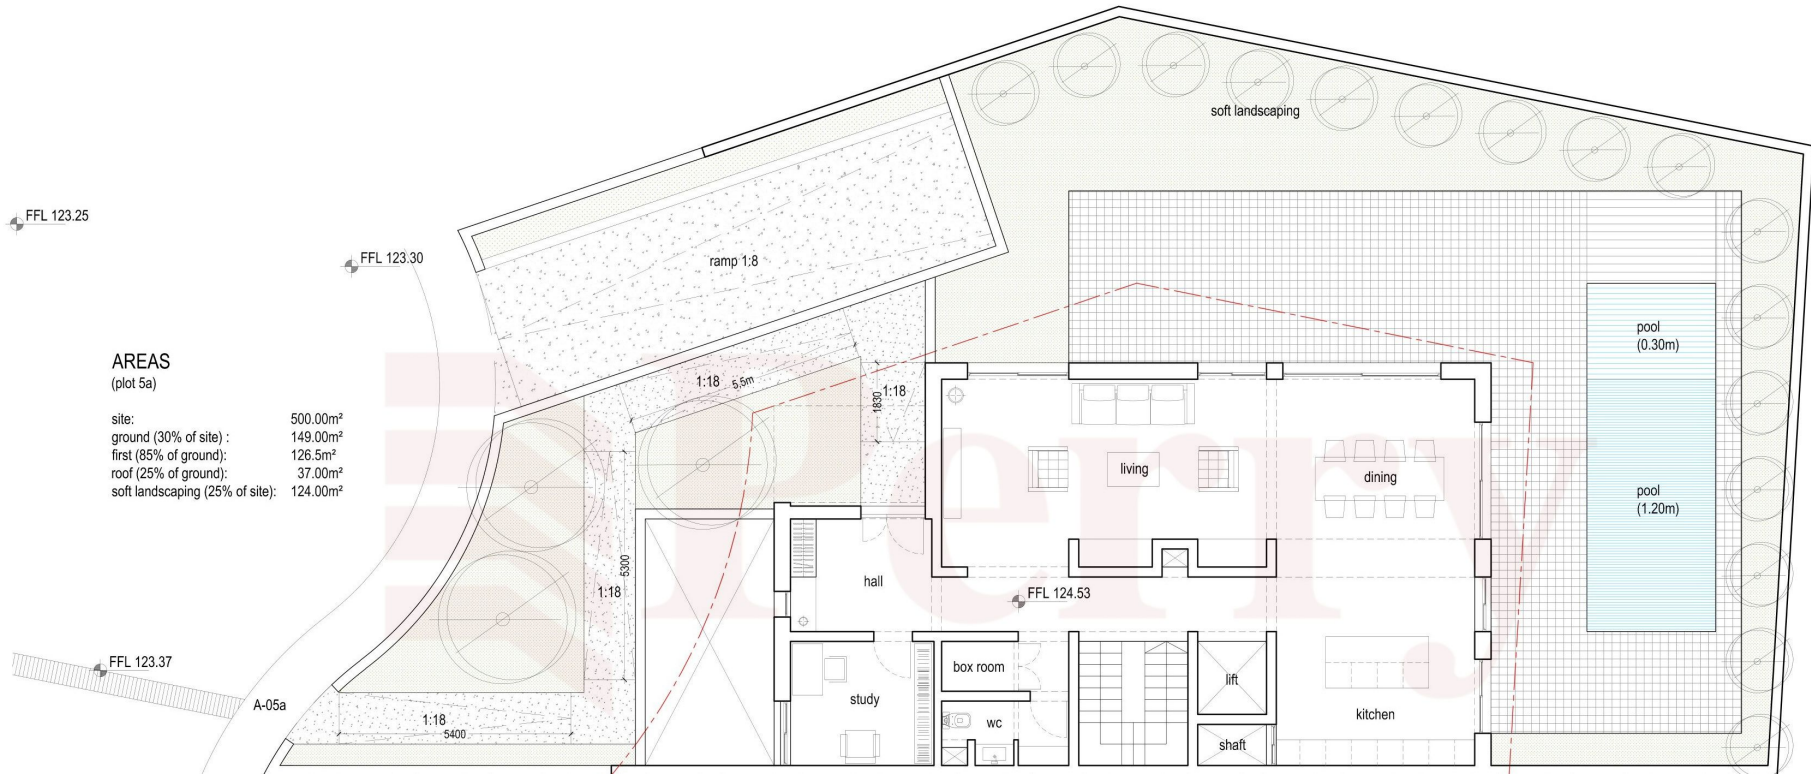 soft landscaping
FFL 123.25
FFL 123.30
ramp 1:8
AREAS
(plot 5a)
site: 500.00m²
ground (30% of site) : 149.00m²
first (85% of ground): 126.5m²
roof (25% of ground): 37.00m²
soft landscaping (25% of site): 124.00m²
1:18
5.5m
1830
1:18
pool
(0.30m)
living
dining
pool
(1.20m)
Perry
5300
1:18
hall
FFL 124.53
FFL 123.37
A-05a
1:18
5400
study
box room
wc
lift
shaft
kitchen